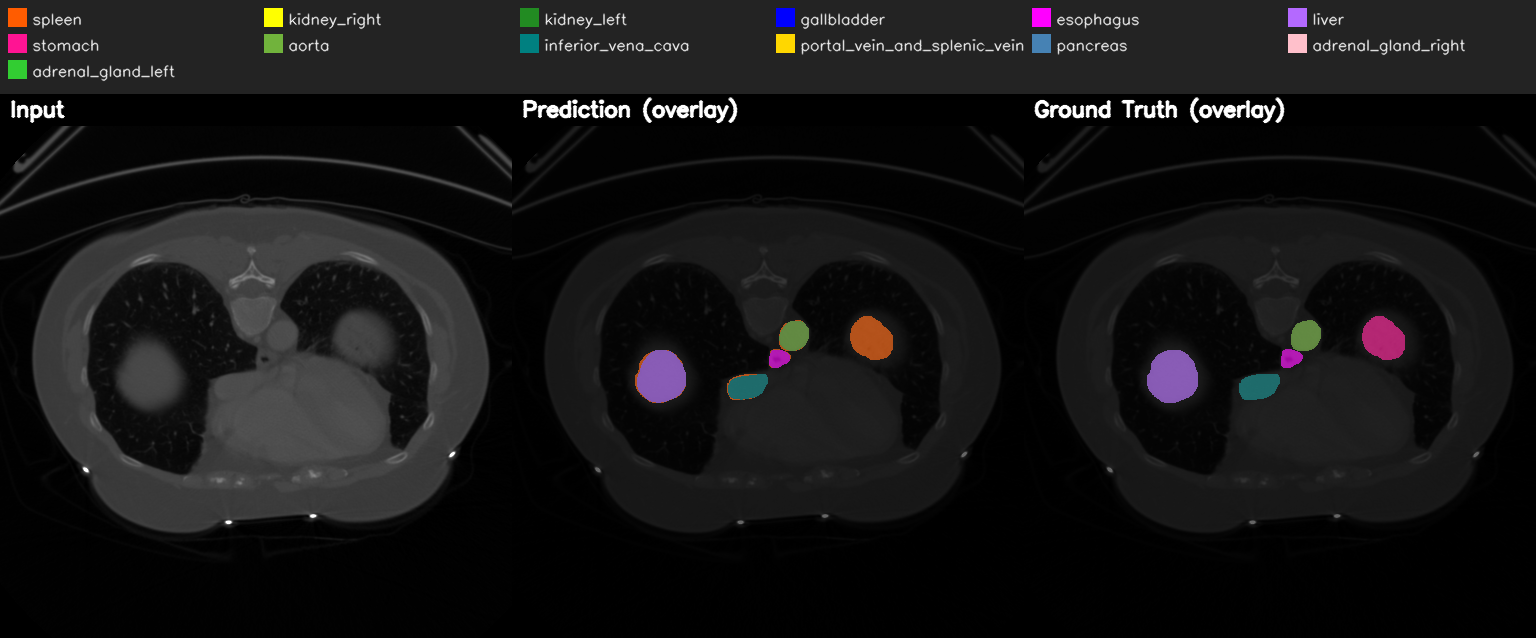 spleen kidney_right kidney_left gallbladder esophagus liver
stomach aorta inferior_vena_cava portal_vein_and_splenic_vein pancreas adrenal_gland_right
adrenal_gland_left
Input Prediction (overlay) Ground Truth (overlay)